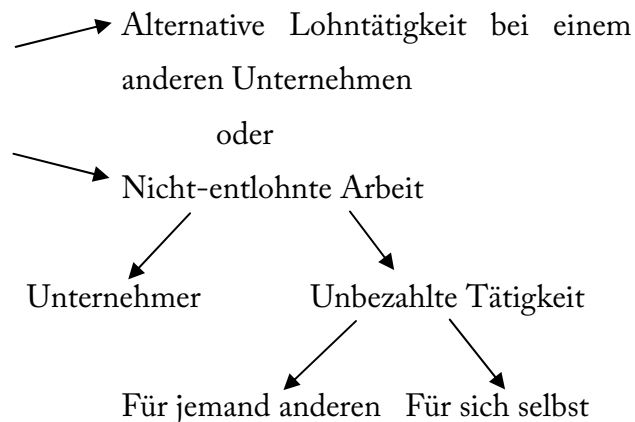 Alternative Lohntätigkeit bei einem
anderen Unternehmen
oder
Nicht-entlohnte Arbeit
Unternehmer Unbezahlte Tätigkeit
Für jemand anderen Für sich selbst